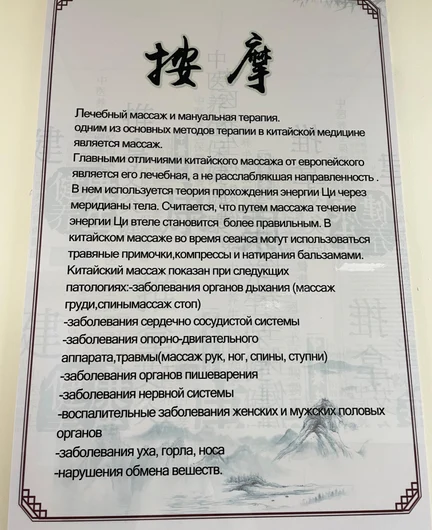 按摩
Лечебный массаж и мануальная терапия.
одним из основных методов терапии в китайской медицине
является массаж.
Главными отличиями китайского массажа от европейского
является его лечебная, а не расслаблякшая направленность .
В нем используется теория прохождения энергии Ци через
меридианы тела. Считается, что путем массажа течение
энергии Ци втеле становится более правильным. В
китайском массаже во время сеанса могут использоваться
травяные примочки,компрессы и натирания бальзамами.
Китайский массаж показан при следукщих
патологиях:-заболевания органов дыхания (массаж
груди,спинымассаж стоп)
-заболевания сердечно сосудистой системы
-заболевания опорно-двигательного
аппарата,травмы(массаж рук, ног, спины, ступни)
-заболевания органов пишеварения
-заболевания нервной системы
-воспалительные заболевания женских и мужских половых
органов
-заболевания уха, горла, носа
-нарушения обмена вешеств.